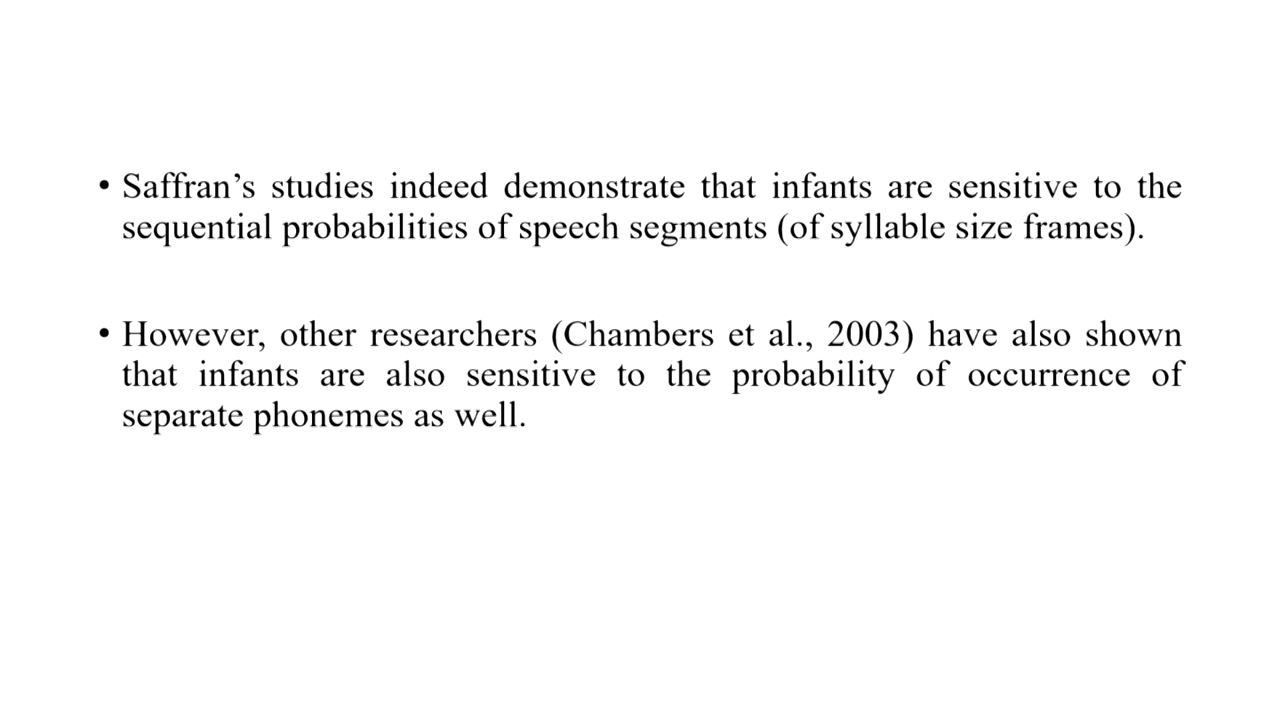 • Saffran’s studies indeed demonstrate that infants are sensitive to the
sequential probabilities of speech segments (of syllable size frames).
• However, other researchers (Chambers et al., 2003) have also shown
that infants are also sensitive to the probability of occurrence of
separate phonemes as well.